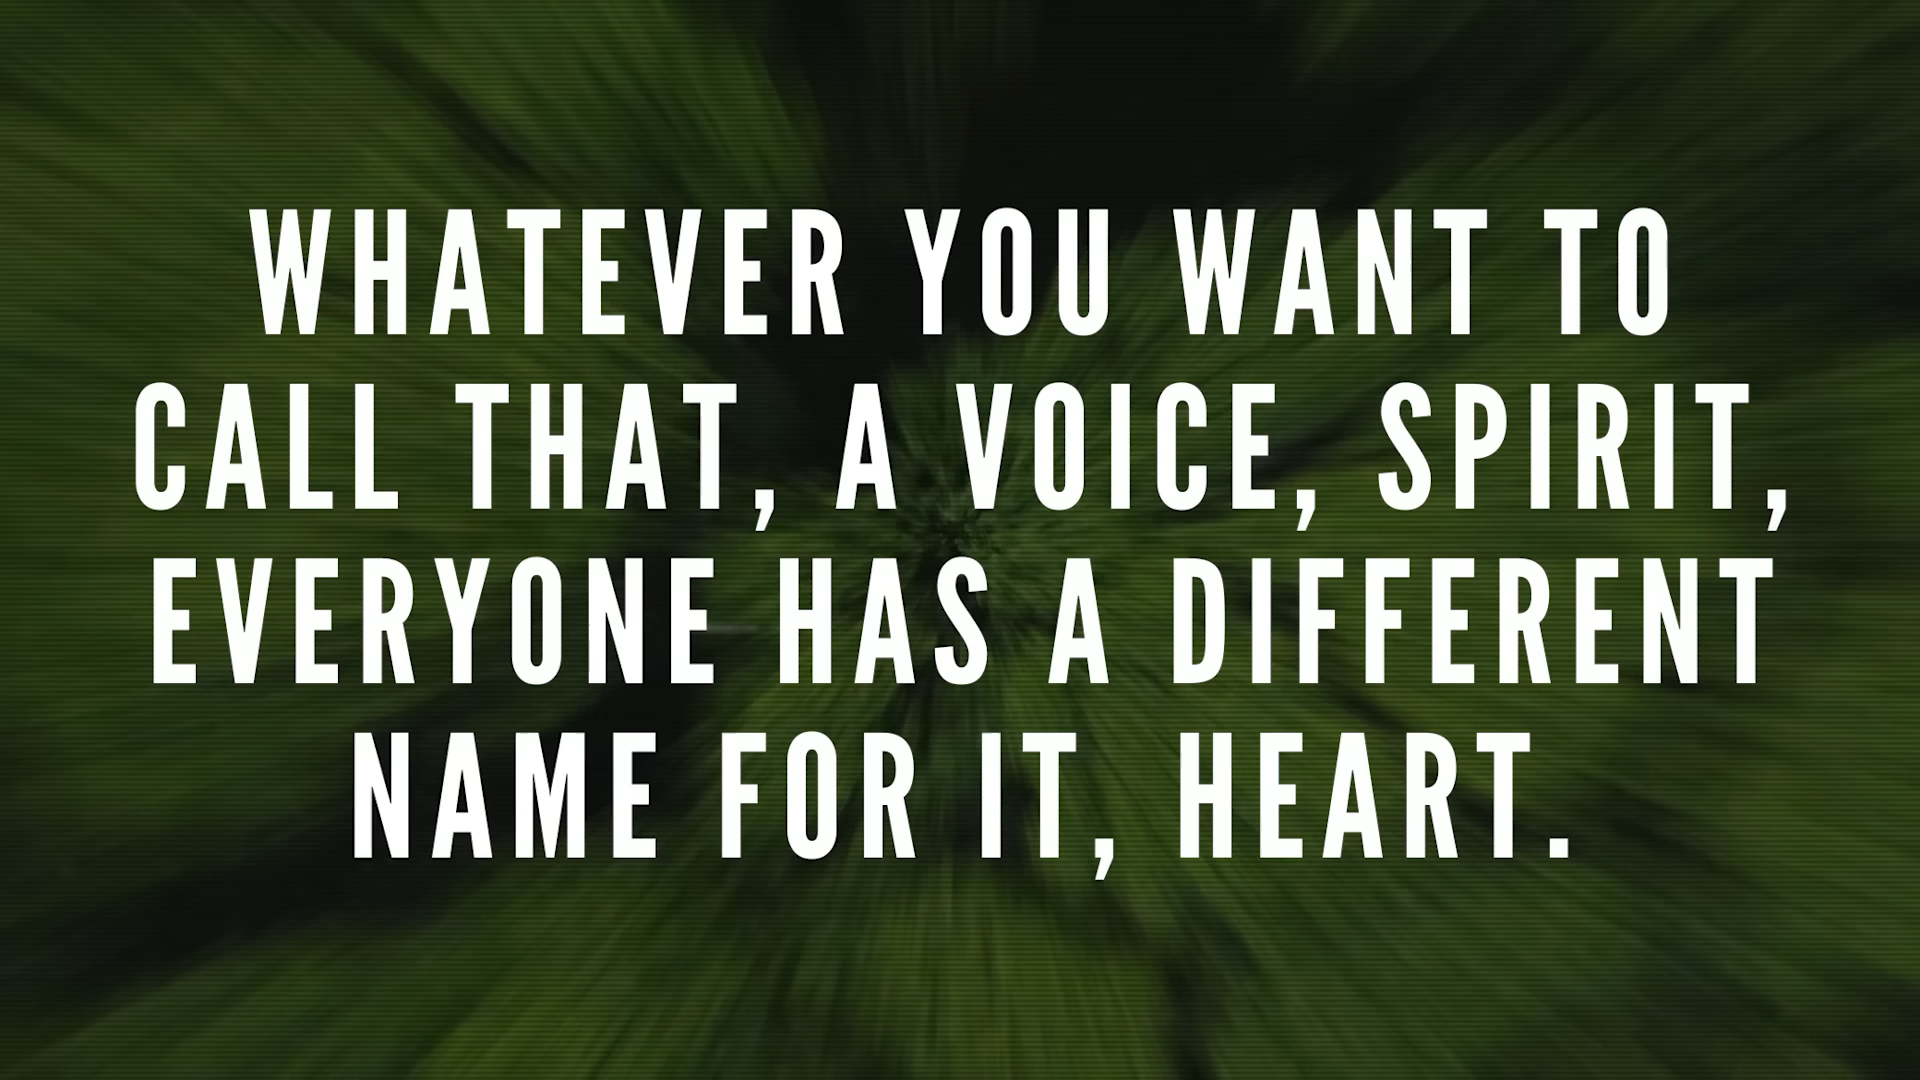 WHATEVER YOU WANT TO
CALL THAT, A VOICE, SPIRIT,
EVERYONE HAS A DIFFERENT
NAME FOR IT, HEART.